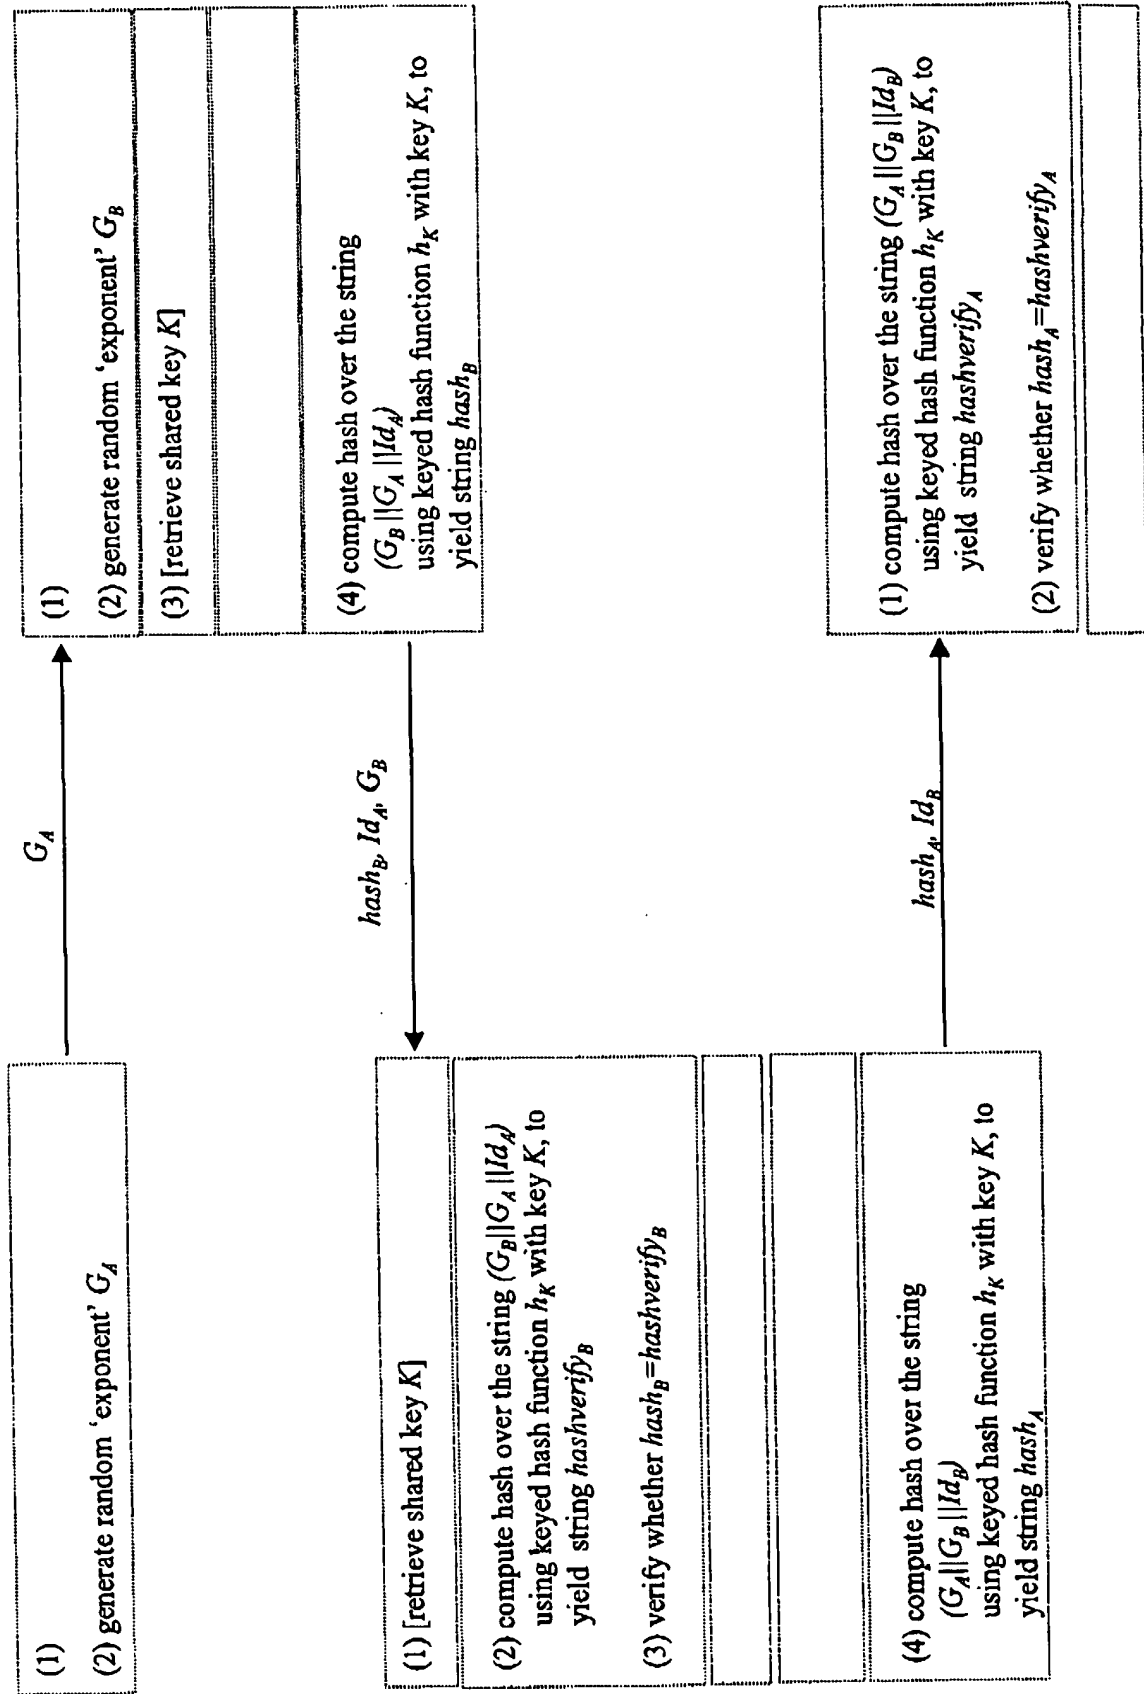 (1)
(2) generate random ‘exponent’ G_A
G_A
(1)
(2) generate random ‘exponent’ G_B
(3) [retrieve shared key K]
(4) compute hash over the string
(G_B||G_A||Id_A)
using keyed hash function h_K with key K, to
yield string hash_B
hash_B, Id_A, G_B
(1) [retrieve shared key K]
(2) compute hash over the string (G_B||G_A||Id_A)
using keyed hash function h_K with key K, to
yield string hashverify_B
(3) verify whether hash_B=hashverify_B
(4) compute hash over the string
(G_A||G_B||Id_B)
using keyed hash function h_K with key K, to
yield string hash_A
hash_A, Id_B
(1) compute hash over the string (G_A||G_B||Id_B)
using keyed hash function h_K with key K, to
yield string hashverify_A
(2) verify whether hash_A=hashverify_A